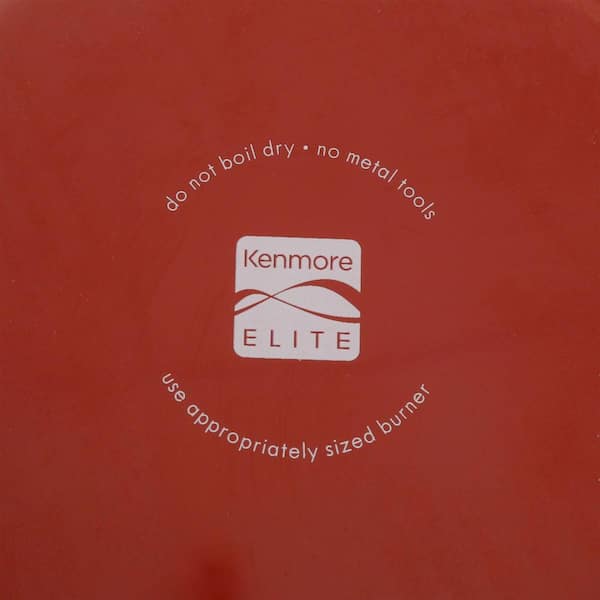 do not boil dry • no metal tools
Kenmore
ELITE
use appropriately sized burner